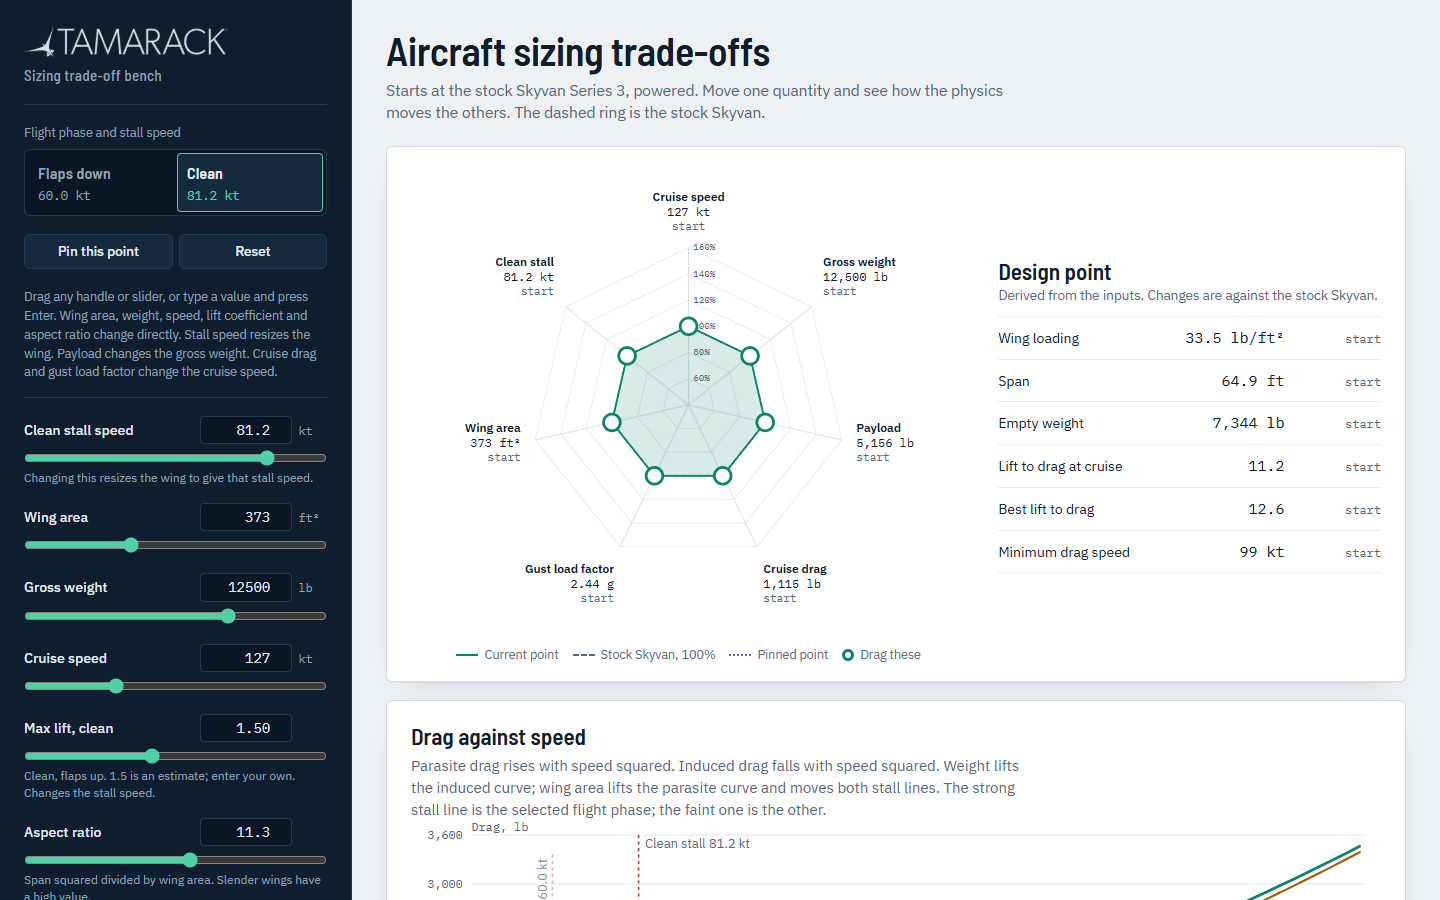 TAMARACK
Sizing trade-off bench
Flight phase and stall speed
Flaps down
60.0 kt
Clean
81.2 kt
Pin this point
Reset
Drag any handle or slider, or type a value and press
Enter. Wing area, weight, speed, lift coefficient and
aspect ratio change directly. Stall speed resizes the
wing. Payload changes the gross weight. Cruise drag
and gust load factor change the cruise speed.
Clean stall speed 81.2 kt
Changing this resizes the wing to give that stall speed.
Wing area 373 ft²
Gross weight 12500 lb
Cruise speed 127 kt
Max lift, clean 1.50
Clean, flaps up. 1.5 is an estimate; enter your own.
Changes the stall speed.
Aspect ratio 11.3
Span squared divided by wing area. Slender wings have
a high value.
Aircraft sizing trade-offs
Starts at the stock Skyvan Series 3, powered. Move one quantity and see how the physics
moves the others. The dashed ring is the stock Skyvan.
Cruise speed
127 kt
start
Gross weight
12,500 lb
start
Payload
5,156 lb
start
Cruise drag
1,115 lb
start
Gust load factor
2.44 g
start
Wing area
373 ft²
start
Clean stall
81.2 kt
start
160%
140%
120%
80%
60%
Current point
Stock Skyvan, 100%
Pinned point
Drag these
Design point
Derived from the inputs. Changes are against the stock Skyvan.
Wing loading 33.5 lb/ft² start
Span 64.9 ft start
Empty weight 7,344 lb start
Lift to drag at cruise 11.2 start
Best lift to drag 12.6 start
Minimum drag speed 99 kt start
Drag against speed
Parasite drag rises with speed squared. Induced drag falls with speed squared. Weight lifts
the induced curve; wing area lifts the parasite curve and moves both stall lines. The strong
stall line is the selected flight phase; the faint one is the other.
Drag, lb
3,600
3,000
Clean stall 81.2 kt
60.0 kt